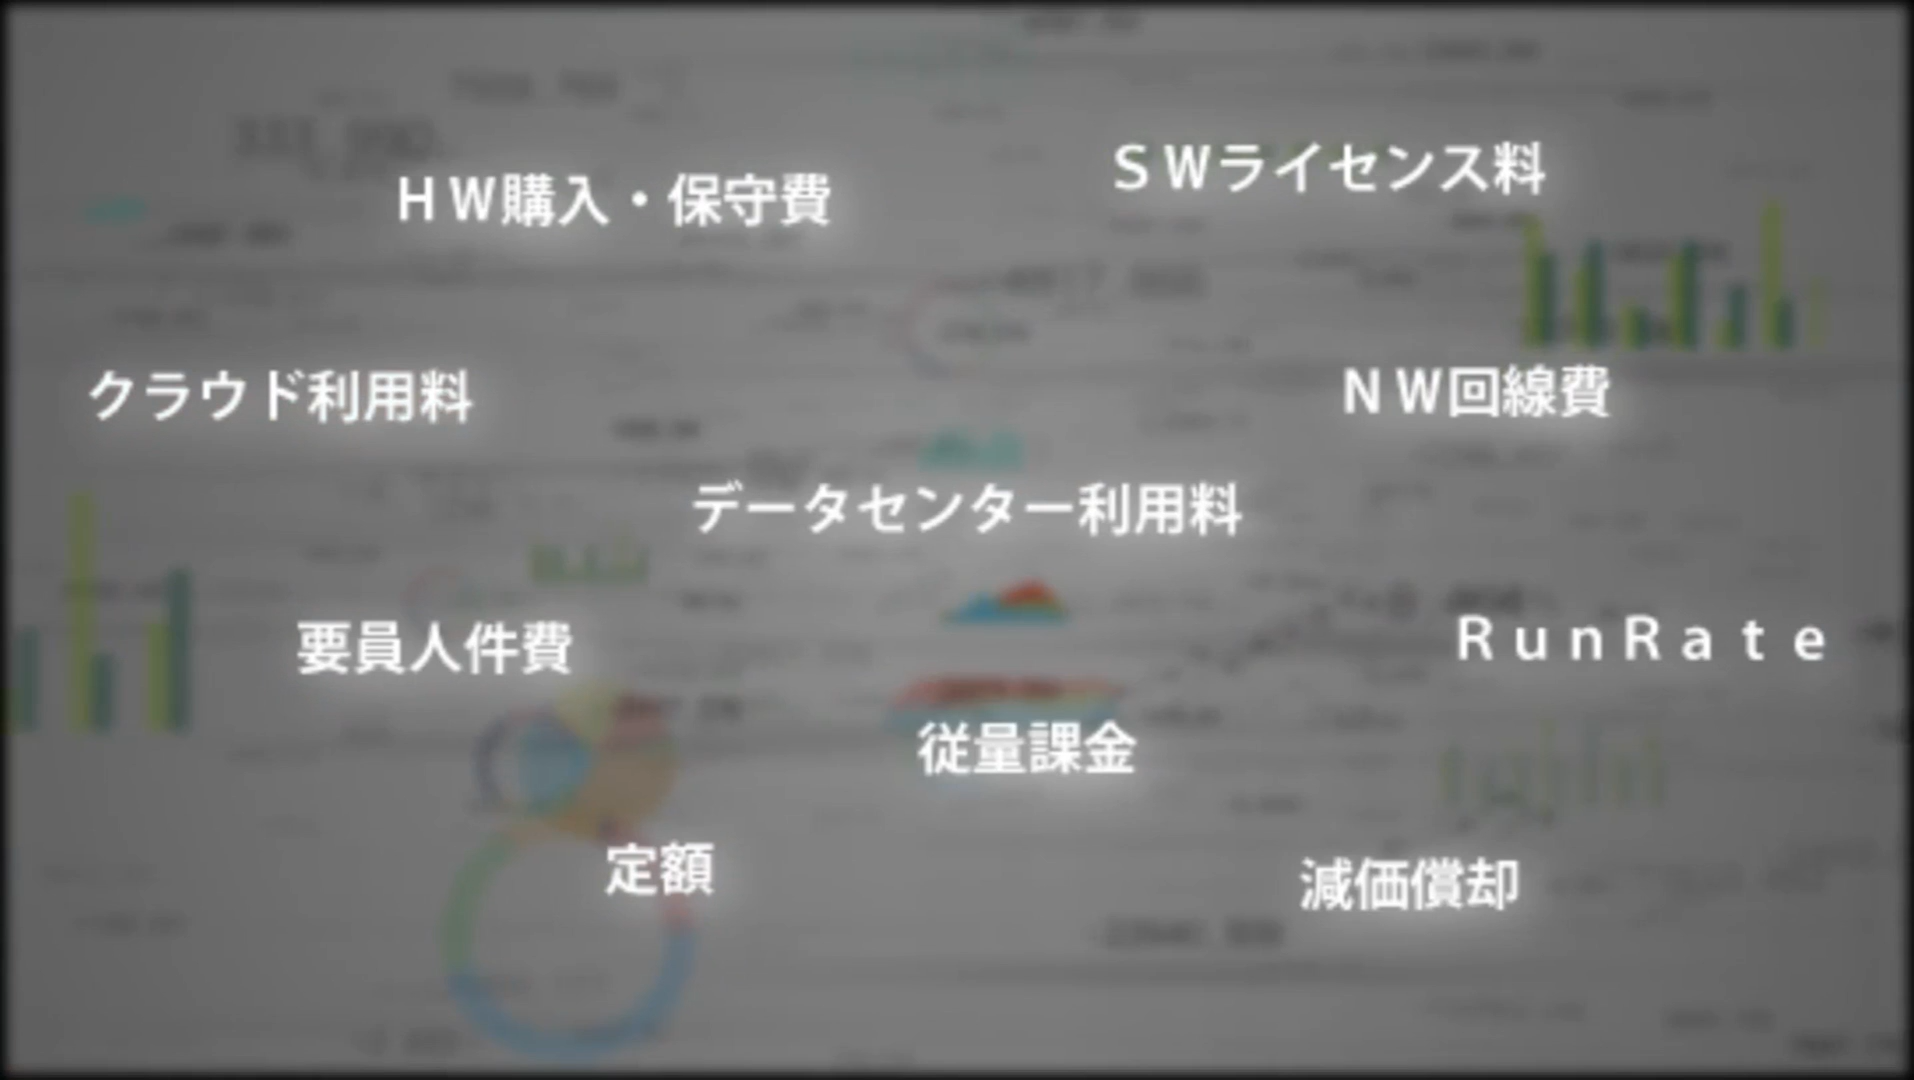 ＳＷライセンス料
ＨＷ購入・保守費
クラウド利用料
ＮＷ回線費
データセンター利用料
要員人件費
ＲｕｎＲａｔｅ
従量課金
定額
減価償却